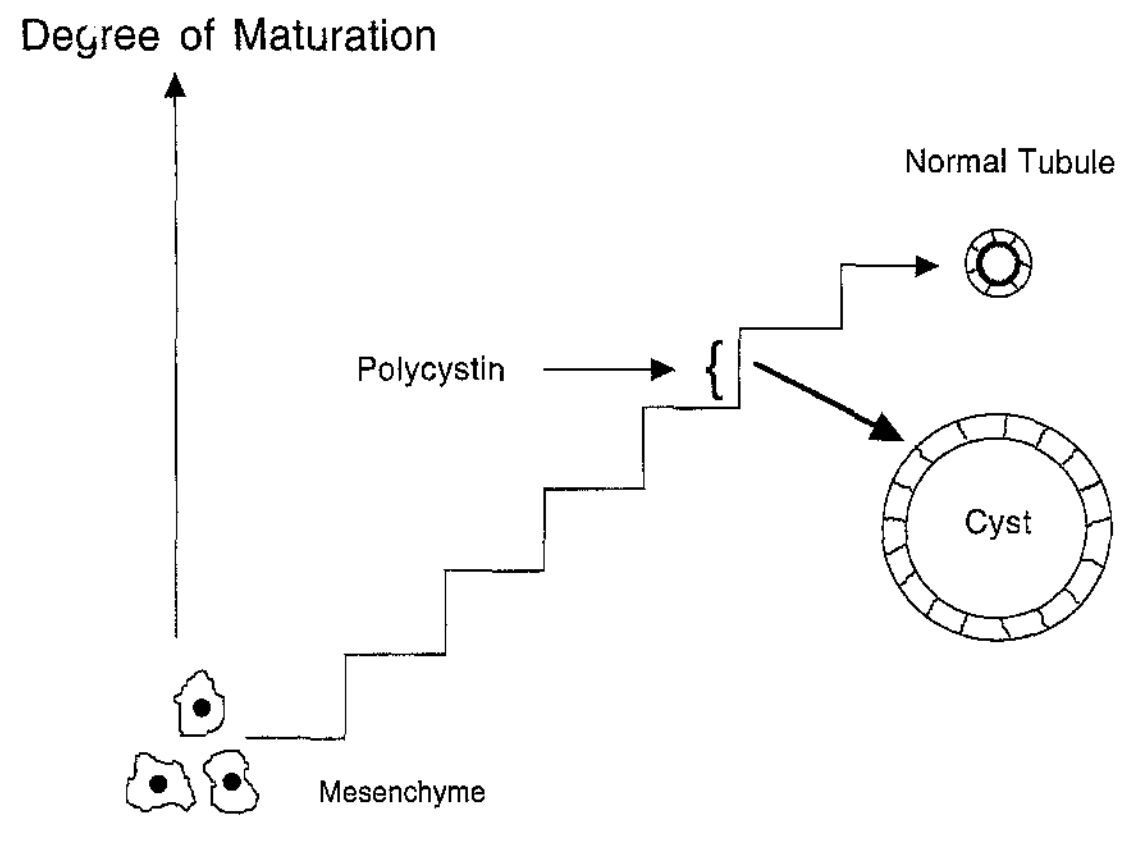 Degree of Maturation
Normal Tubule
Polycystin
Cyst
Mesenchyme